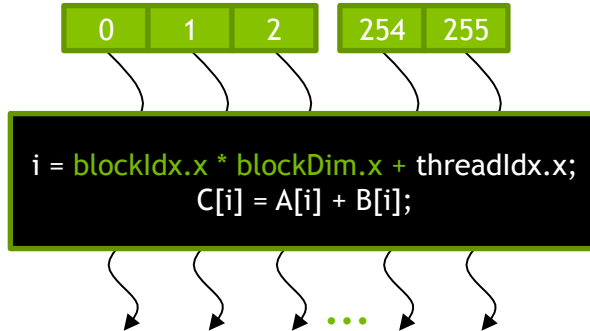 0 1 2 254 255
i = blockIdx.x * blockDim.x + threadIdx.x;
C[i] = A[i] + B[i];
...